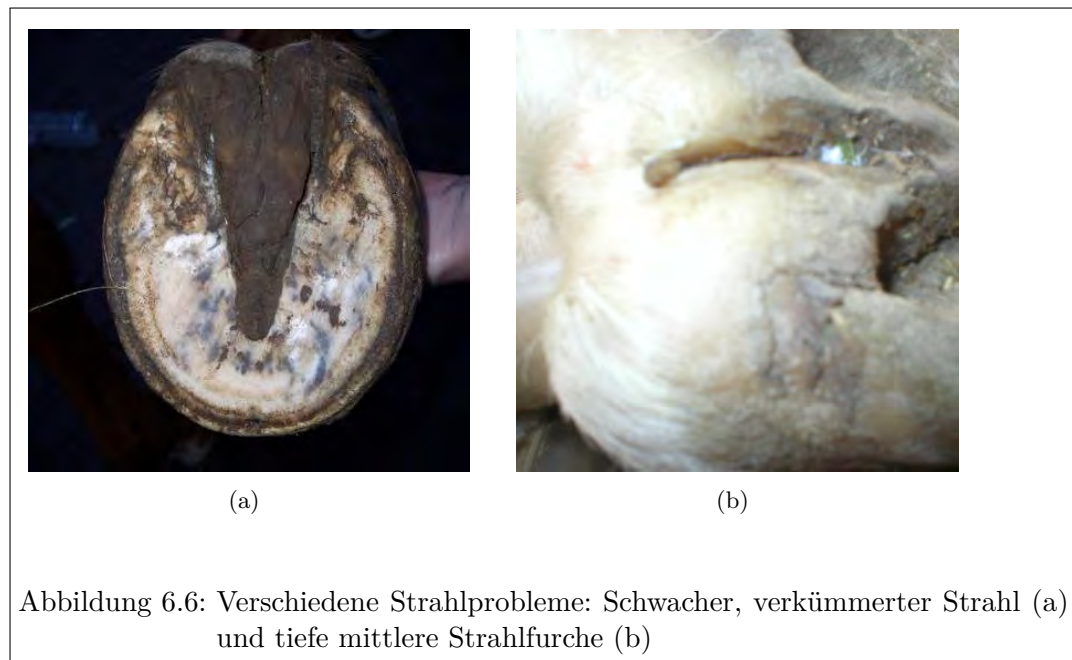 (a)
(b)
Abbildung 6.6: Verschiedene Strahlprobleme: Schwacher, verkümmerter Strahl (a)
und tiefe mittlere Strahlfurche (b)